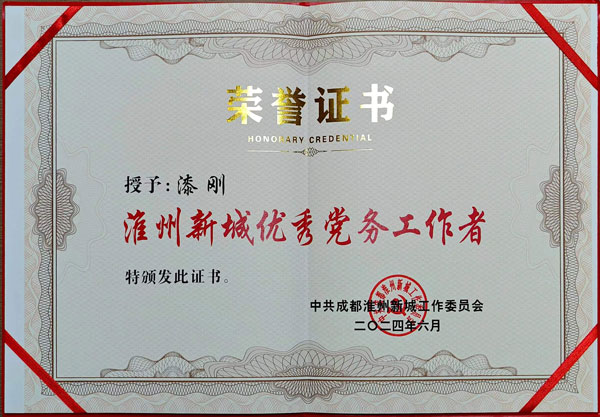 荣誉证书
HONORARY CREDENTIAL
授予：漆刚
淮州新城优秀党务工作者
特颁发此证书。
中共成都淮州新城工作委员会
二〇二四年六月